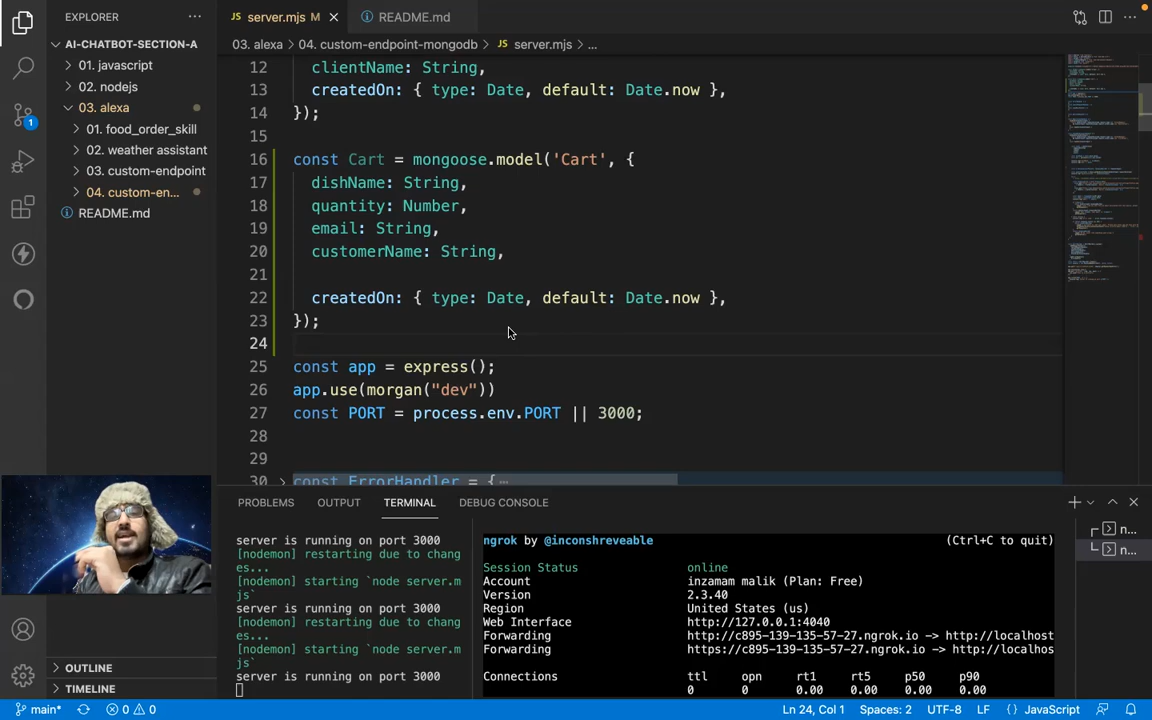 EXPLORER
AI-CHATBOT-SECTION-A
01. javascript
02. nodejs
03. alexa
01. food_order_skill
02. weather assistant
03. custom-endpoint
04. custom-en...
README.md
OUTLINE
TIMELINE
JS server.mjs M
README.md
03. alexa > 04. custom-endpoint-mongodb > JS server.mjs > ...
12 clientName: String,
13 createdOn: { type: Date, default: Date.now },
14 });
15
16 const Cart = mongoose.model('Cart', {
17 dishName: String,
18 quantity: Number,
19 email: String,
20 customerName: String,
21
22 createdOn: { type: Date, default: Date.now },
23 });
24
25 const app = express();
26 app.use(morgan("dev"))
27 const PORT = process.env.PORT || 3000;
28
29
30 const ErrorHandler = {
PROBLEMS OUTPUT TERMINAL DEBUG CONSOLE
server is running on port 3000
[nodemon] restarting due to chang
es...
[nodemon] starting `node server.m
js`
server is running on port 3000
[nodemon] restarting due to chang
es...
[nodemon] starting `node server.m
js`
server is running on port 3000
ngrok by @inconshreveable (Ctrl+C to quit)
Session Status online
Account inzamam malik (Plan: Free)
Version 2.3.40
Region United States (us)
Web Interface http://127.0.0.1:4040
Forwarding http://c895-139-135-57-27.ngrok.io -> http://localhost
Forwarding https://c895-139-135-57-27.ngrok.io -> http://localhos
Connections ttl opn rt1 rt5 p50 p90
0 0 0.00 0.00 0.00 0.00
n...
n...
1
main* 0 0 Ln 24, Col 1 Spaces: 2 UTF-8 LF {} JavaScript